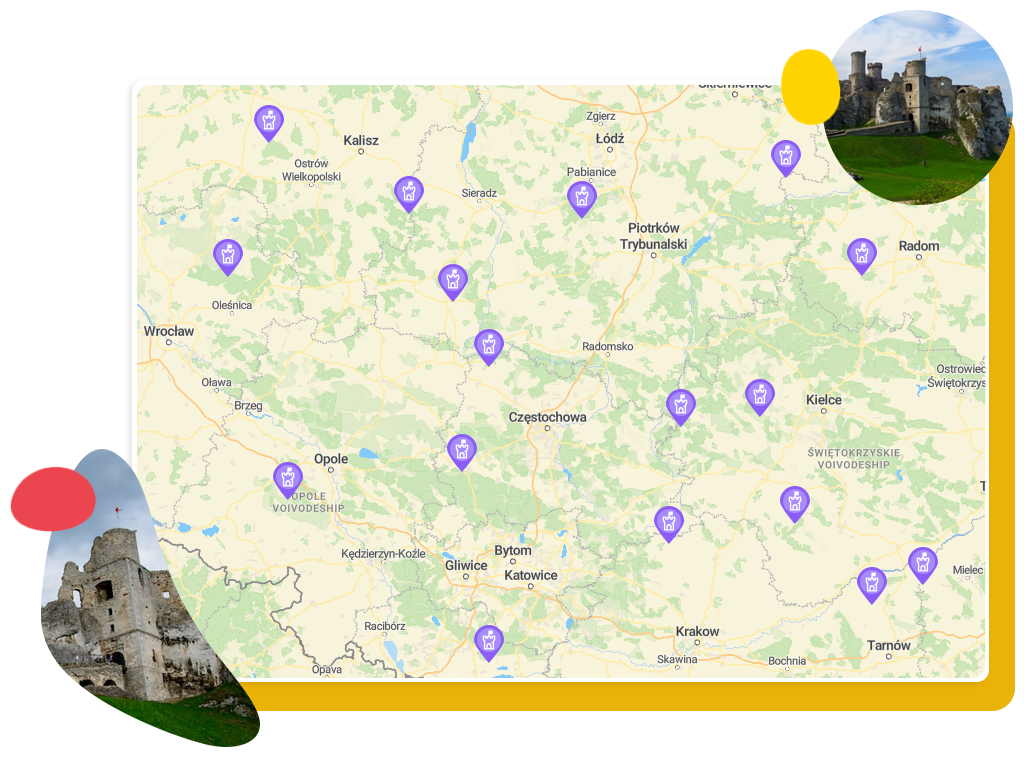 Skierniewice
Zgierz
Kalisz
Łódź
Ostrów
Wielkopolski
Pabianice
Sieradz
Piotrków
Trybunalski
Radom
Oleśnica
Wrocław
Radomsko
Oława
Ostrowiec
Świętokrzys
Brzeg
Kielce
Częstochowa
Opole
ŚWIĘTOKRZYSKIE
VOIVODESHIP
OPOLE
VOIVODESHIP
Kędzierzyn-Koźle
Bytom
Gliwice
Katowice
Mielec
Racibórz
Krakow
Skawina
Bochnia
Tarnów
Opava